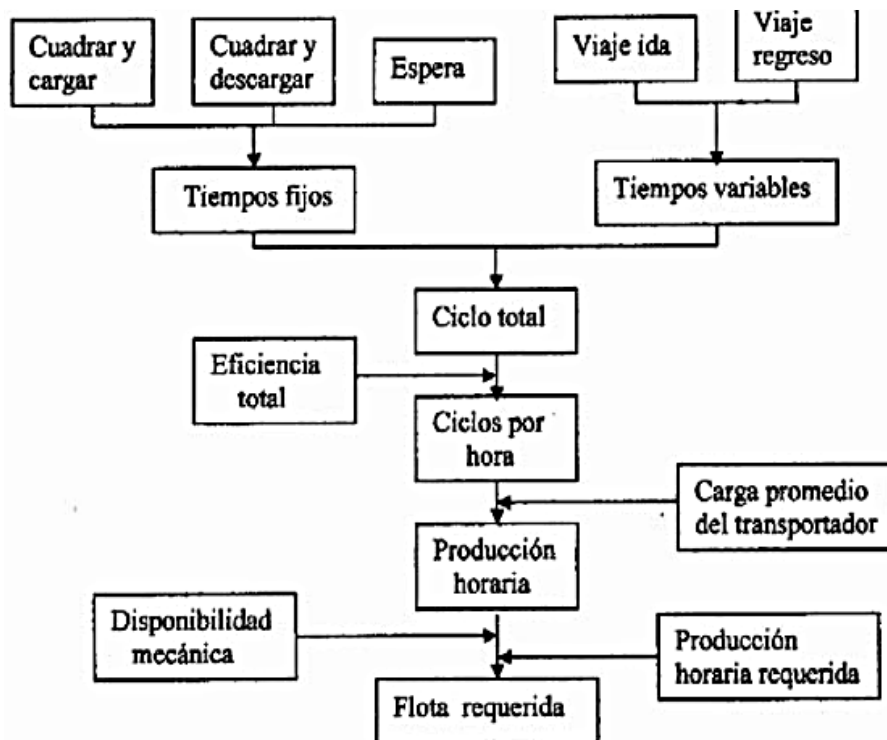 Cuadrar y
cargar
Cuadrar y
descargar
Espera
Viaje ida
Viaje
regreso
Tiempos fijos
Tiempos variables
Ciclo total
Eficiencia
total
Ciclos por
hora
Carga promedio
del transportador
Producción
horaria
Disponibilidad
mecánica
Producción
horaria requerida
Flota requerida